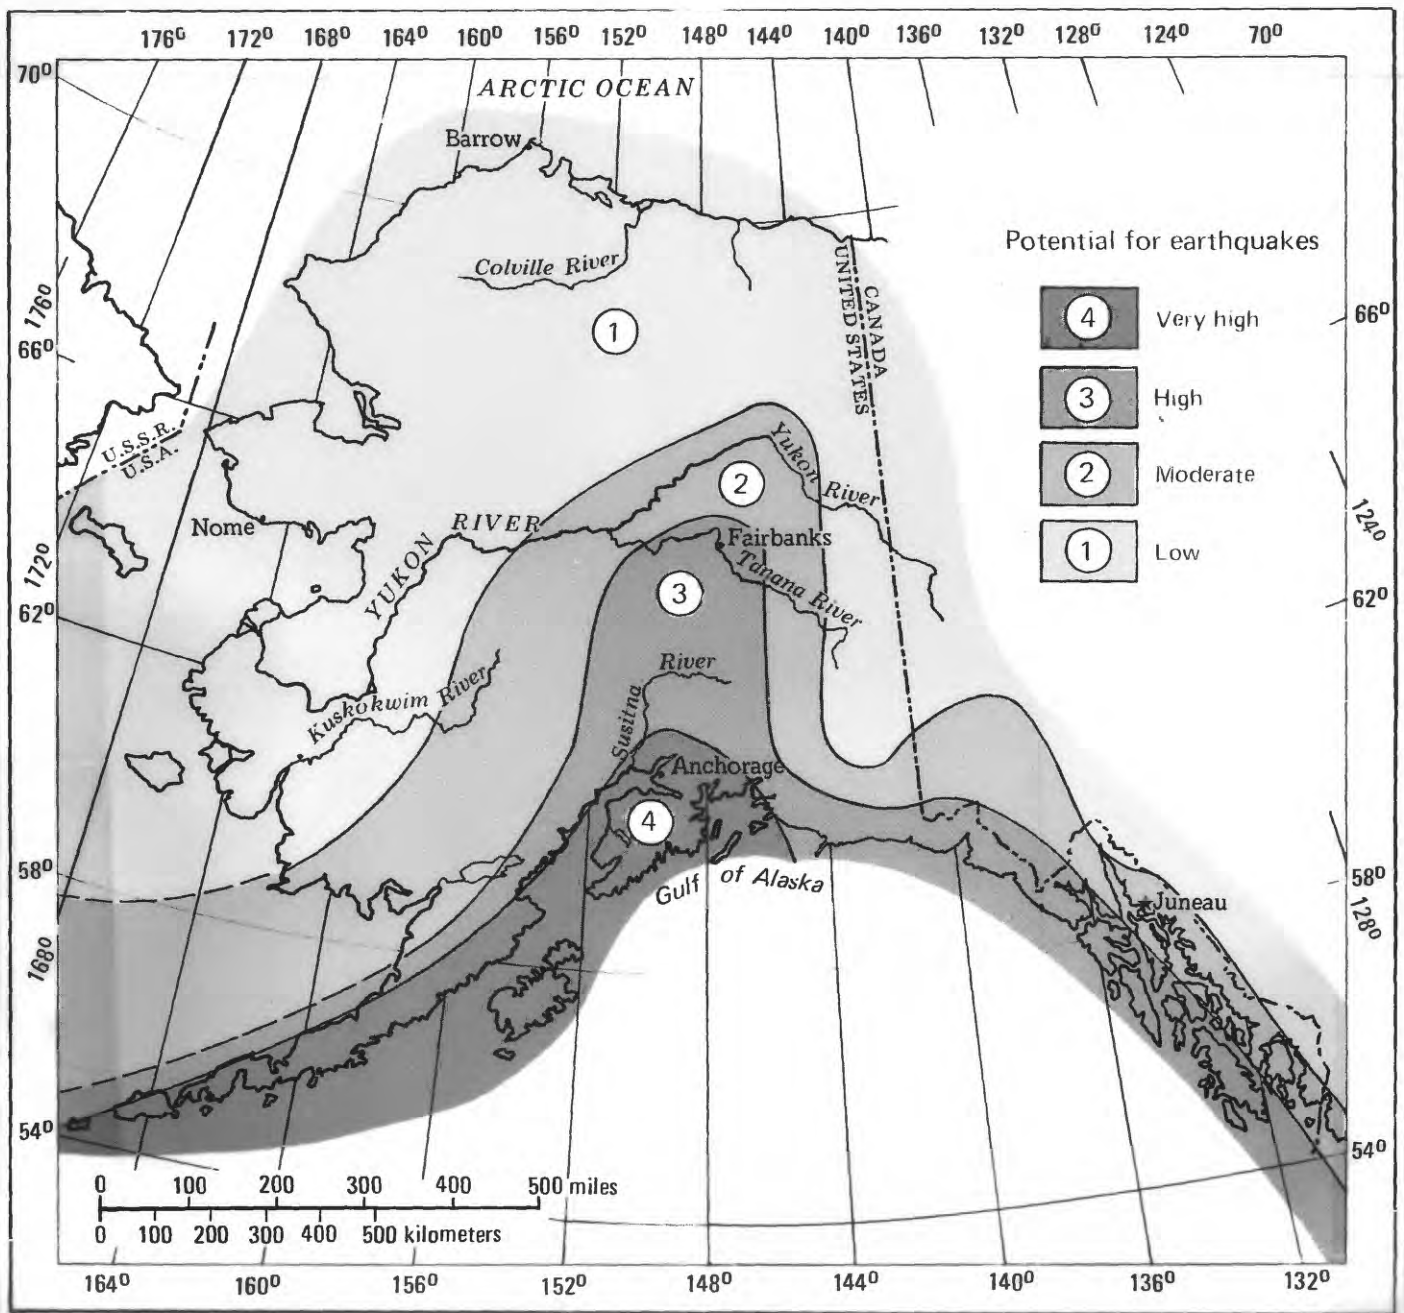 176° 172° 168° 164° 160° 156° 152° 148° 144° 140° 136° 132° 128° 124° 70°
70°
ARCTIC OCEAN
Barrow
Potential for earthquakes
Colville River
CANADA
UNITED STATES
176°
66°
66°
1
4 Very high
3 High
2 Moderate
1 Low
U.S.S.R.
U.S.A.
Yukon River
2
Nome
YUKON RIVER
Fairbanks
Tanana River
124°
172°
62°
62°
3
River
Kuskokwim River
Susitna
Anchorage
4
Gulf of Alaska
58°
58°
Juneau
128°
168°
54°
54°
0 100 200 300 400 500 miles
0 100 200 300 400 500 kilometers
164° 160° 156° 152° 148° 144° 140° 136° 132°